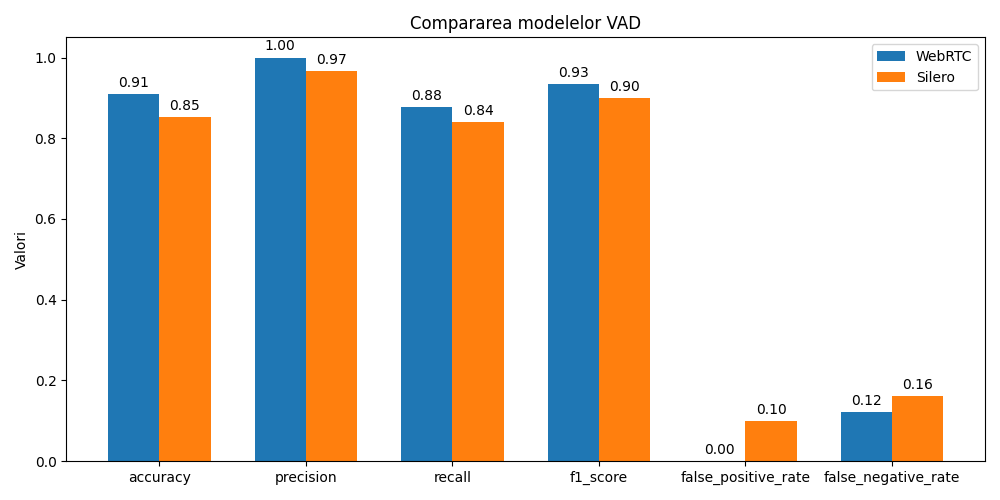 Compararea modelelor VAD
WebRTC
Silero
Valori
1.0
0.8
0.6
0.4
0.2
0.0
0.91
0.85
1.00
0.97
0.88
0.84
0.93
0.90
0.00
0.10
0.12
0.16
accuracy
precision
recall
f1_score
false_positive_rate
false_negative_rate